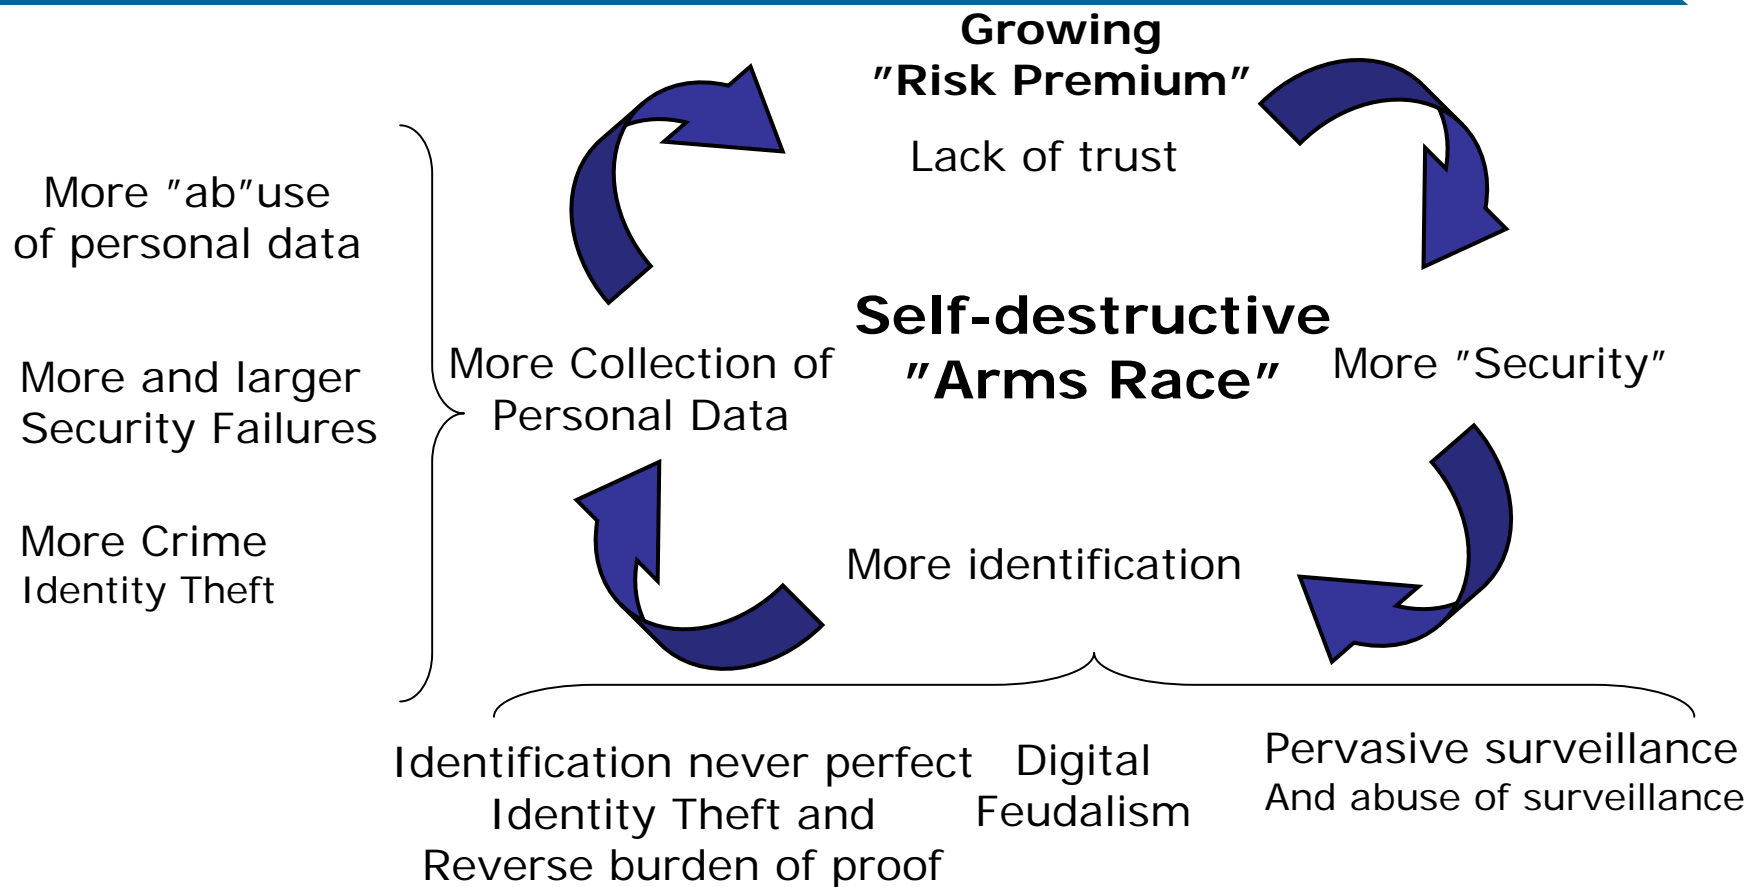 Growing
"Risk Premium"
Lack of trust
More "ab"use
of personal data
More and larger
Security Failures
More Crime
Identity Theft
More Collection of
Personal Data
Self-destructive
"Arms Race"
More "Security"
More identification
Identification never perfect
Identity Theft and
Reverse burden of proof
Digital
Feudalism
Pervasive surveillance
And abuse of surveillance